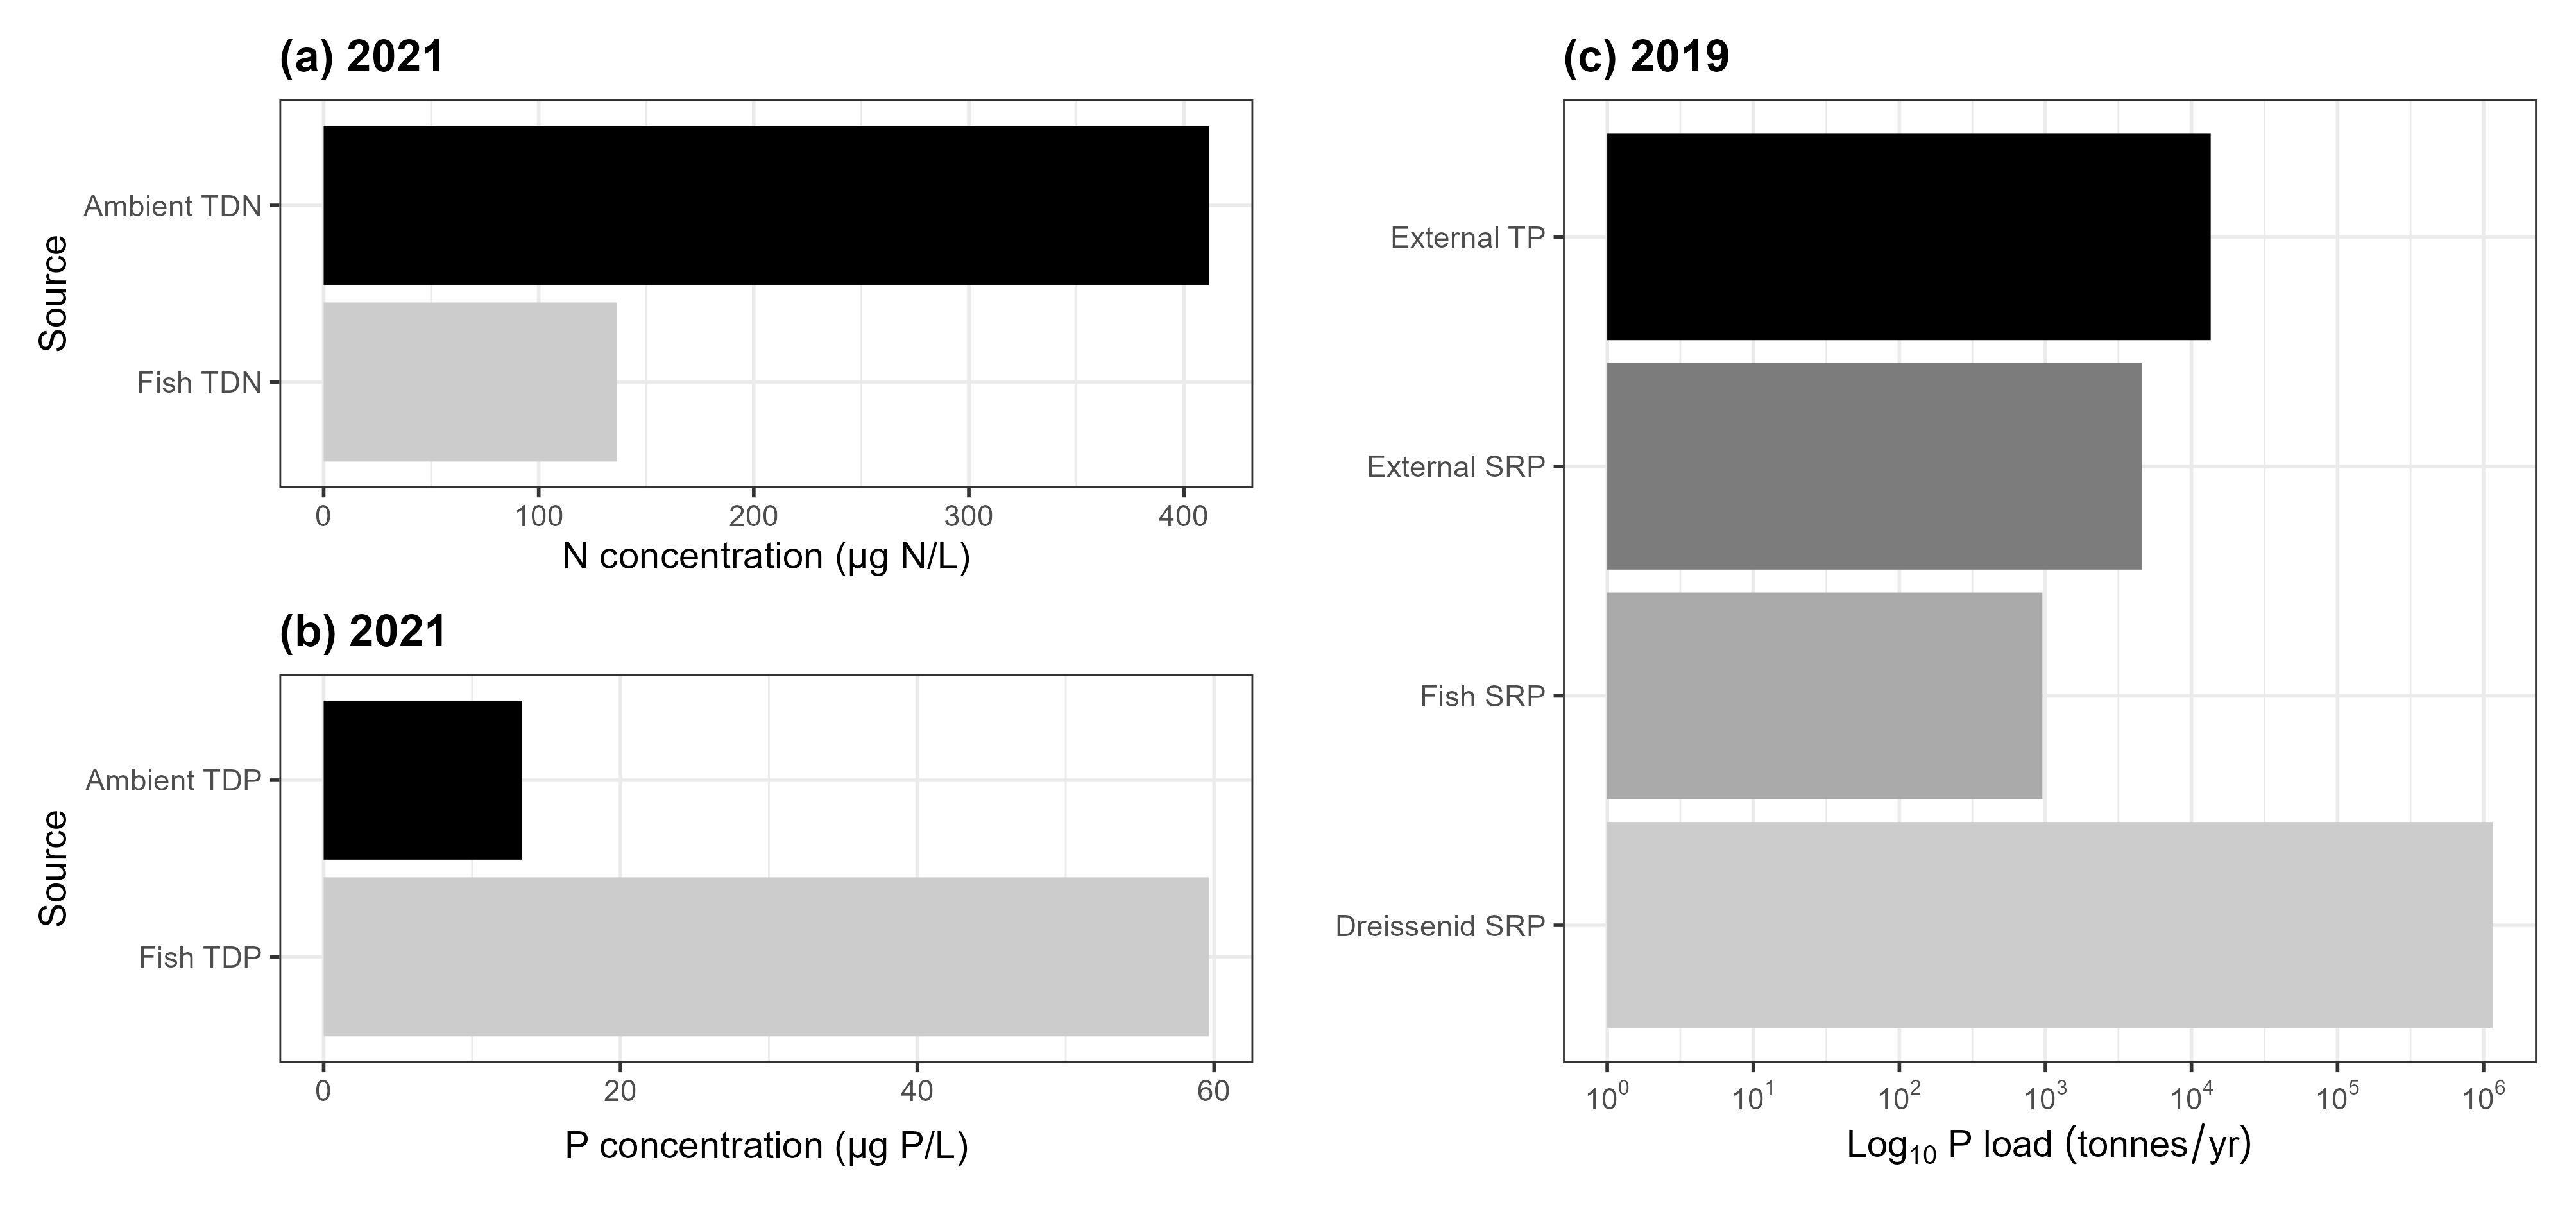 (a) 2021
Source
Ambient TDN
Fish TDN
0 100 200 300 400
N concentration (µg N/L)
(b) 2021
Source
Ambient TDP
Fish TDP
0 20 40 60
P concentration (µg P/L)
(c) 2019
External TP
External SRP
Fish SRP
Dreissenid SRP
10⁰ 10¹ 10² 10³ 10⁴ 10⁵ 10⁶
Log₁₀ P load (tonnes/yr)